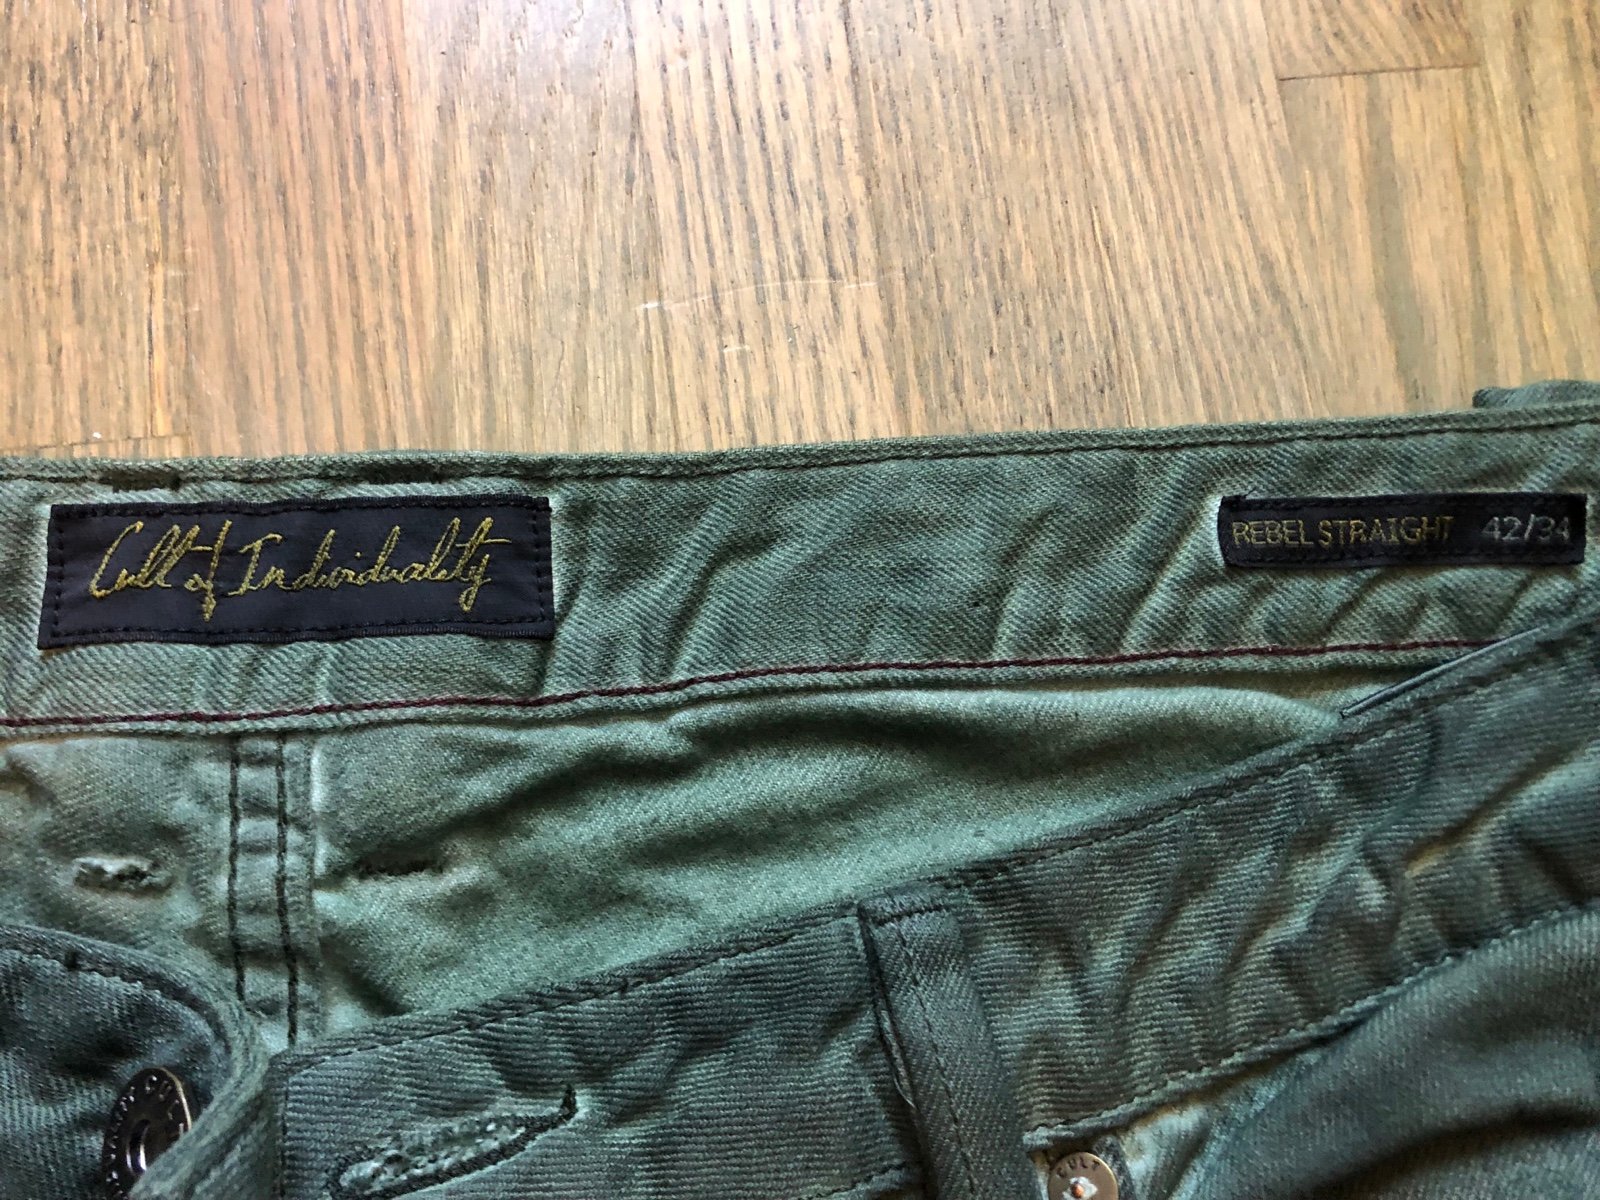 Cult of Individuality
REBEL STRAIGHT 42/34
CULT